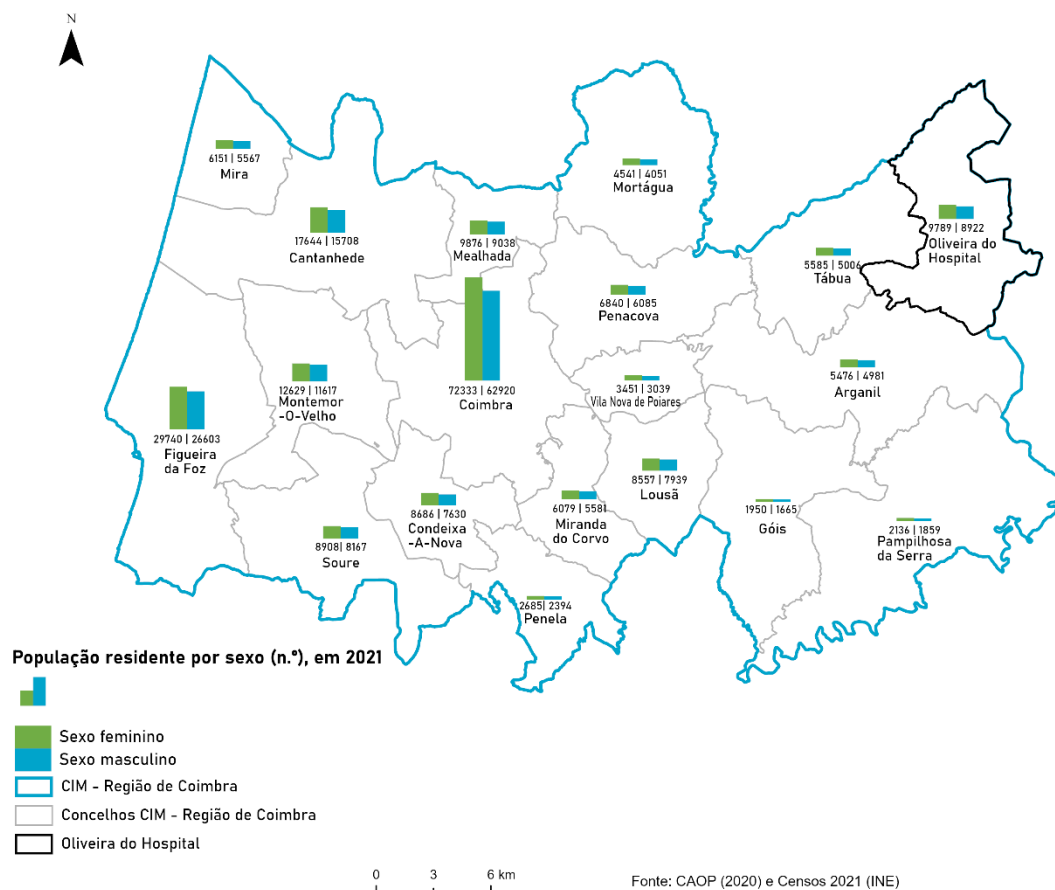 N
6151 | 5567
Mira
4541 | 4051
Mortágua
17644 | 15708
Cantanhede
9876 | 9038
Mealhada
9789 | 8922
Oliveira do
Hospital
5585 | 5006
Tábua
6840 | 6085
Penacova
12629 | 11617
Montemor
-O-Velho
72333 | 62920
Coimbra
3451 | 3039
Vila Nova de Poiares
5476 | 4981
Arganil
29740 | 26603
Figueira
da Foz
8557 | 7939
Lousã
8686 | 7630
Condeixa
-A-Nova
6079 | 5581
Miranda
do Corvo
1950 | 1665
Góis
2136 | 1859
Pampilhosa
da Serra
8908| 8167
Soure
2685| 2394
Penela
População residente por sexo (n.º), em 2021
Sexo feminino
Sexo masculino
CIM - Região de Coimbra
Concelhos CIM - Região de Coimbra
Oliveira do Hospital
0 3 6 km
Fonte: CAOP (2020) e Censos 2021 (INE)